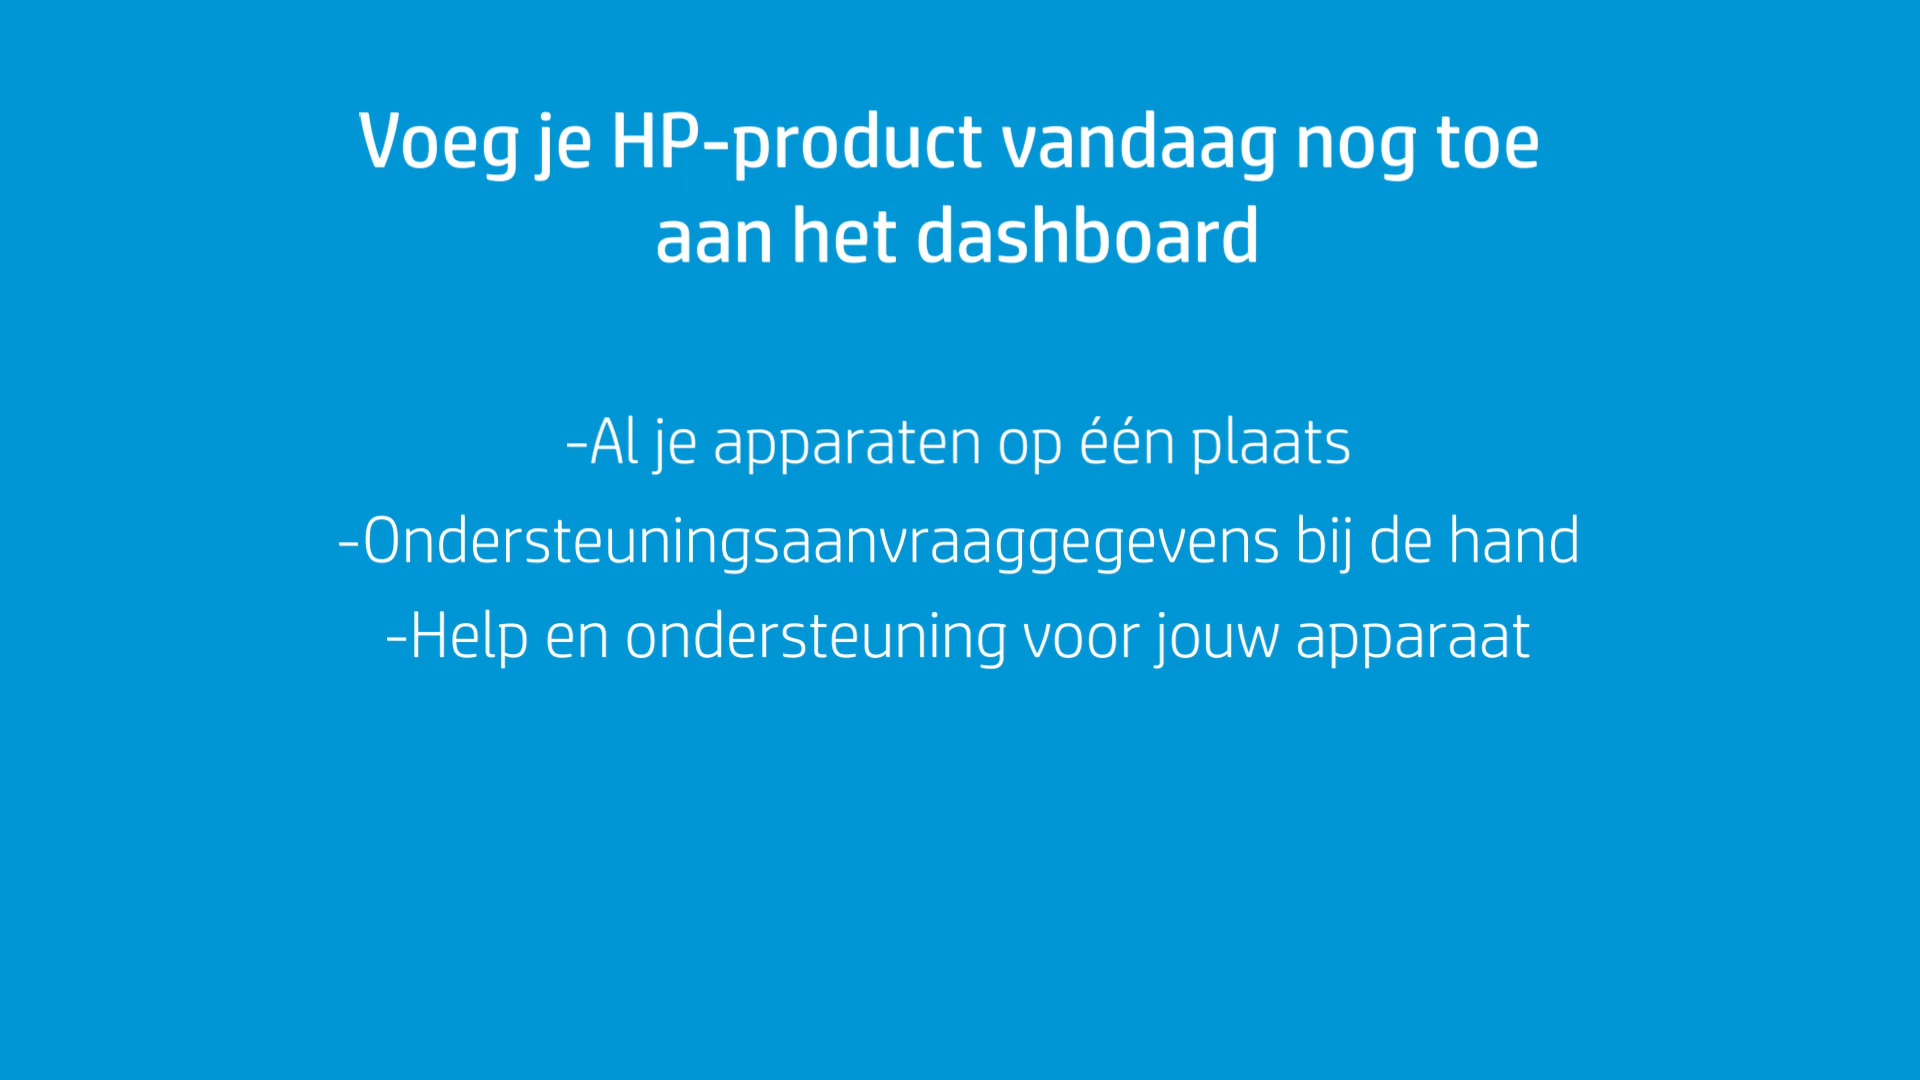 Voeg je HP-product vandaag nog toe
aan het dashboard
-Al je apparaten op één plaats
-Ondersteuningsaanvraaggegevens bij de hand
-Help en ondersteuning voor jouw apparaat